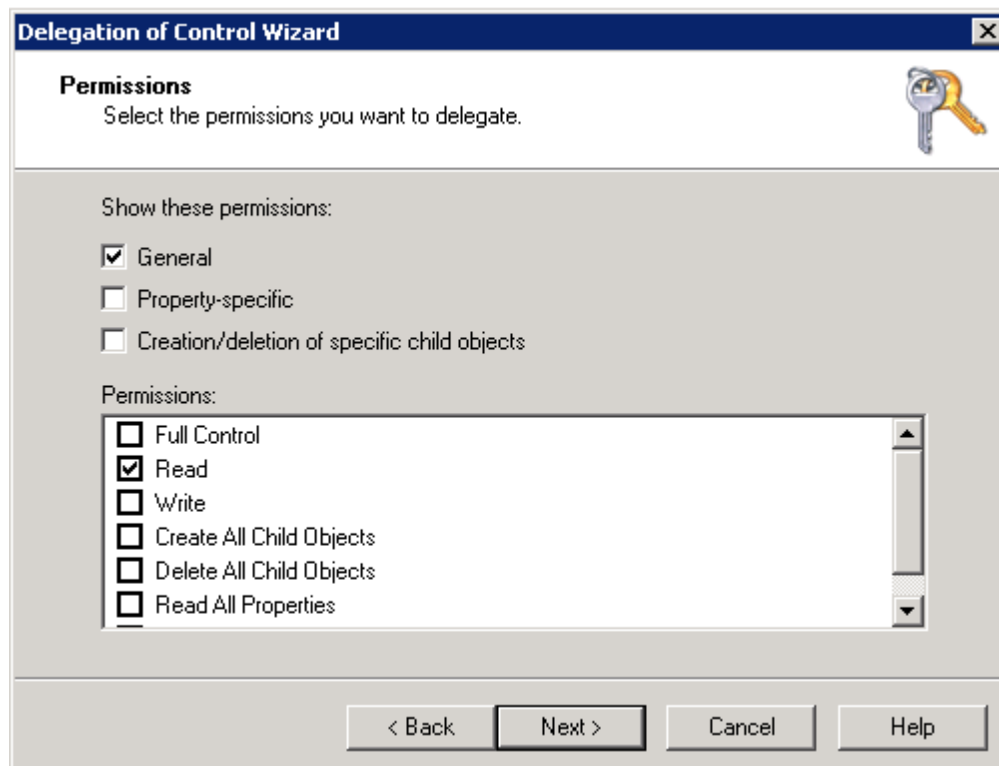 Delegation of Control Wizard
Permissions
Select the permissions you want to delegate.
Show these permissions:
General
Property-specific
Creation/deletion of specific child objects
Permissions:
Full Control
Read
Write
Create All Child Objects
Delete All Child Objects
Read All Properties
< Back Next > Cancel Help